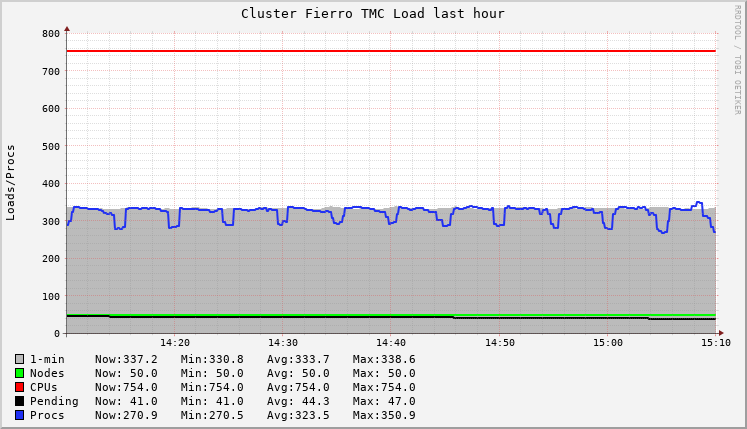 Cluster Fierro TMC Load last hour
RRDTOOL / TOBI OETIKER
Loads/Procs
800
700
600
500
400
300
200
100
0
14:20 14:30 14:40 14:50 15:00 15:10
1-min Now:337.2 Min:330.8 Avg:333.7 Max:338.6
Nodes Now: 50.0 Min: 50.0 Avg: 50.0 Max: 50.0
CPUs Now:754.0 Min:754.0 Avg:754.0 Max:754.0
Pending Now: 41.0 Min: 41.0 Avg: 44.3 Max: 47.0
Procs Now:270.9 Min:270.5 Avg:323.5 Max:350.9